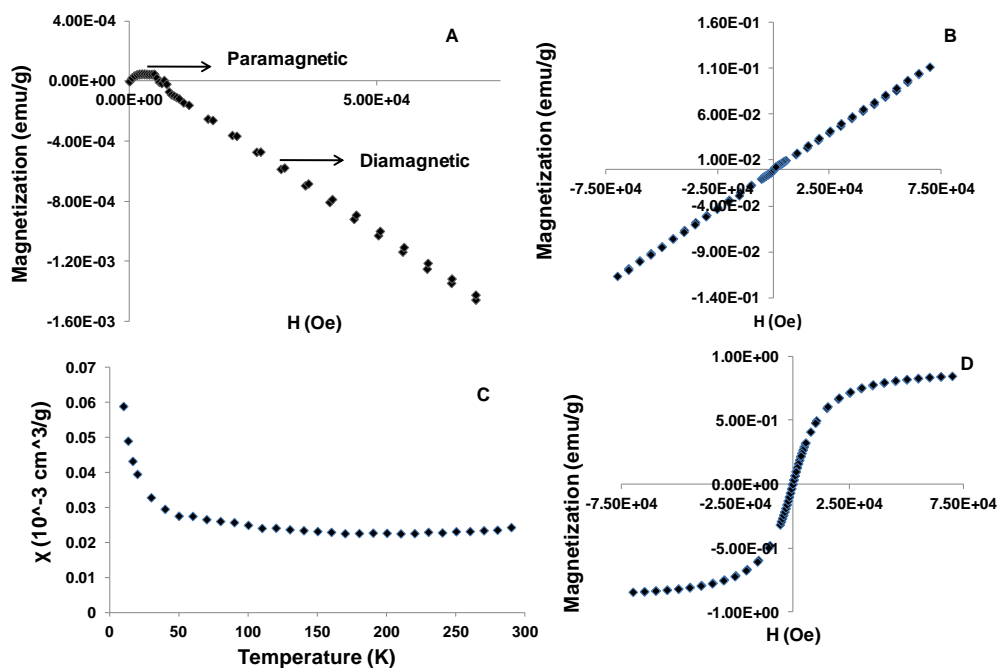 4.00E-04
A
Paramagnetic
0.00E+00
0.00E+00
5.00E+04
-4.00E-04
Diamagnetic
-8.00E-04
-1.20E-03
-1.60E-03
Magnetization (emu/g)
H (Oe)
1.60E-01
B
1.10E-01
6.00E-02
1.00E-02
-7.50E+04
-2.50E+04
2.50E+04
7.50E+04
-4.00E-02
-9.00E-02
-1.40E-01
Magnetization (emu/g)
H (Oe)
0.07
C
0.06
0.05
0.04
0.03
0.02
0.01
0
0
50
100
150
200
250
300
χ (10^-3 cm^3/g)
Temperature (K)
1.00E+00
D
5.00E-01
0.00E+00
-7.50E+04
-2.50E+04
2.50E+04
7.50E+04
-5.00E-01
-1.00E+00
Magnetization (emu/g)
H (Oe)